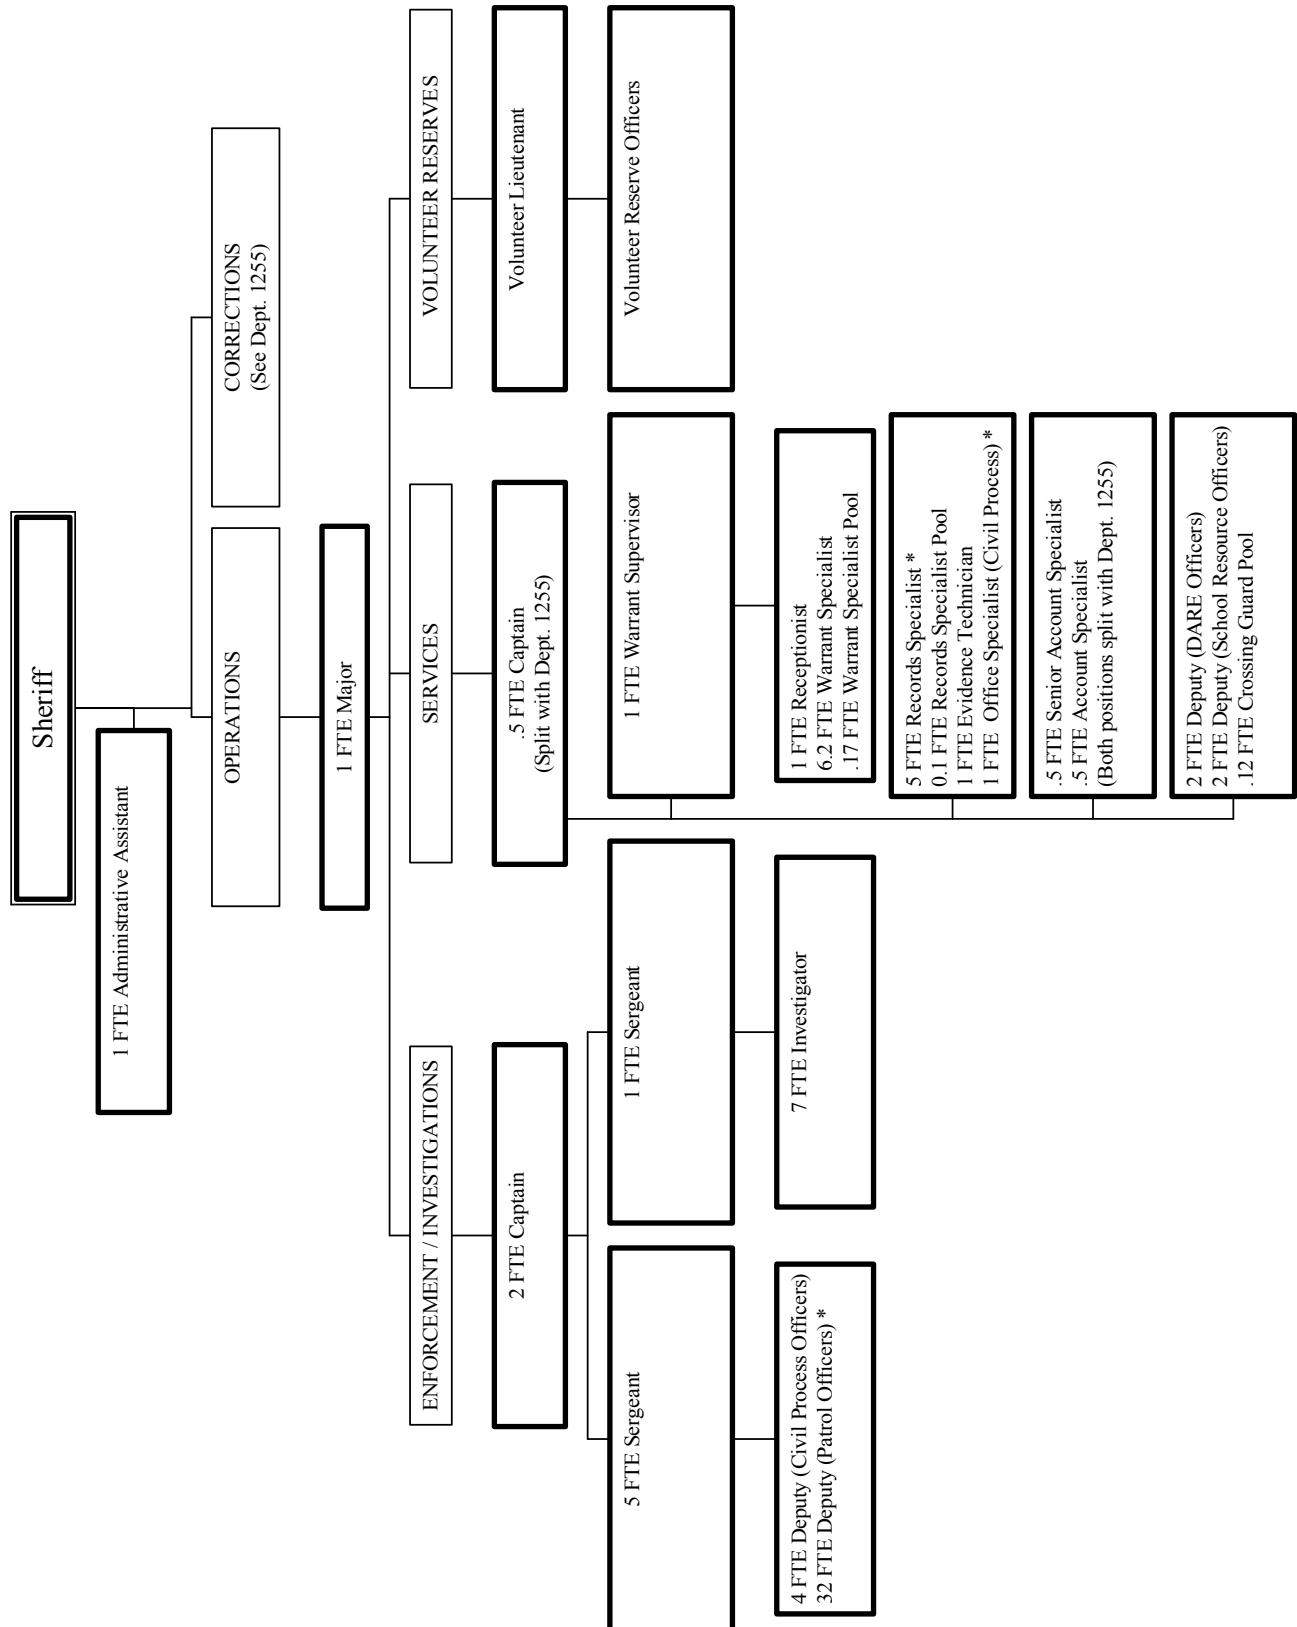 Sheriff
1 FTE Administrative Assistant
OPERATIONS
CORRECTIONS
(See Dept. 1255)
1 FTE Major
ENFORCEMENT / INVESTIGATIONS
SERVICES
VOLUNTEER RESERVES
2 FTE Captain
.5 FTE Captain
(Split with Dept. 1255)
Volunteer Lieutenant
5 FTE Sergeant
1 FTE Sergeant
1 FTE Warrant Supervisor
Volunteer Reserve Officers
4 FTE Deputy (Civil Process Officers)
32 FTE Deputy (Patrol Officers) *
7 FTE Investigator
1 FTE Receptionist
6.2 FTE Warrant Specialist
.17 FTE Warrant Specialist Pool
5 FTE Records Specialist *
0.1 FTE Records Specialist Pool
1 FTE Evidence Technician
1 FTE Office Specialist (Civil Process) *
.5 FTE Senior Account Specialist
.5 FTE Account Specialist
(Both positions split with Dept. 1255)
2 FTE Deputy (DARE Officers)
2 FTE Deputy (School Resource Officers)
.12 FTE Crossing Guard Pool